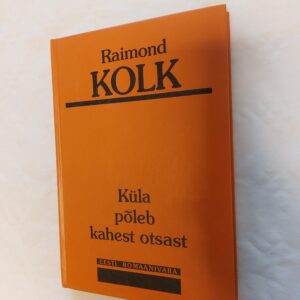 Raimond
KOLK
Küla
põleb
kahest otsast
EESTI ROMAANIVARA